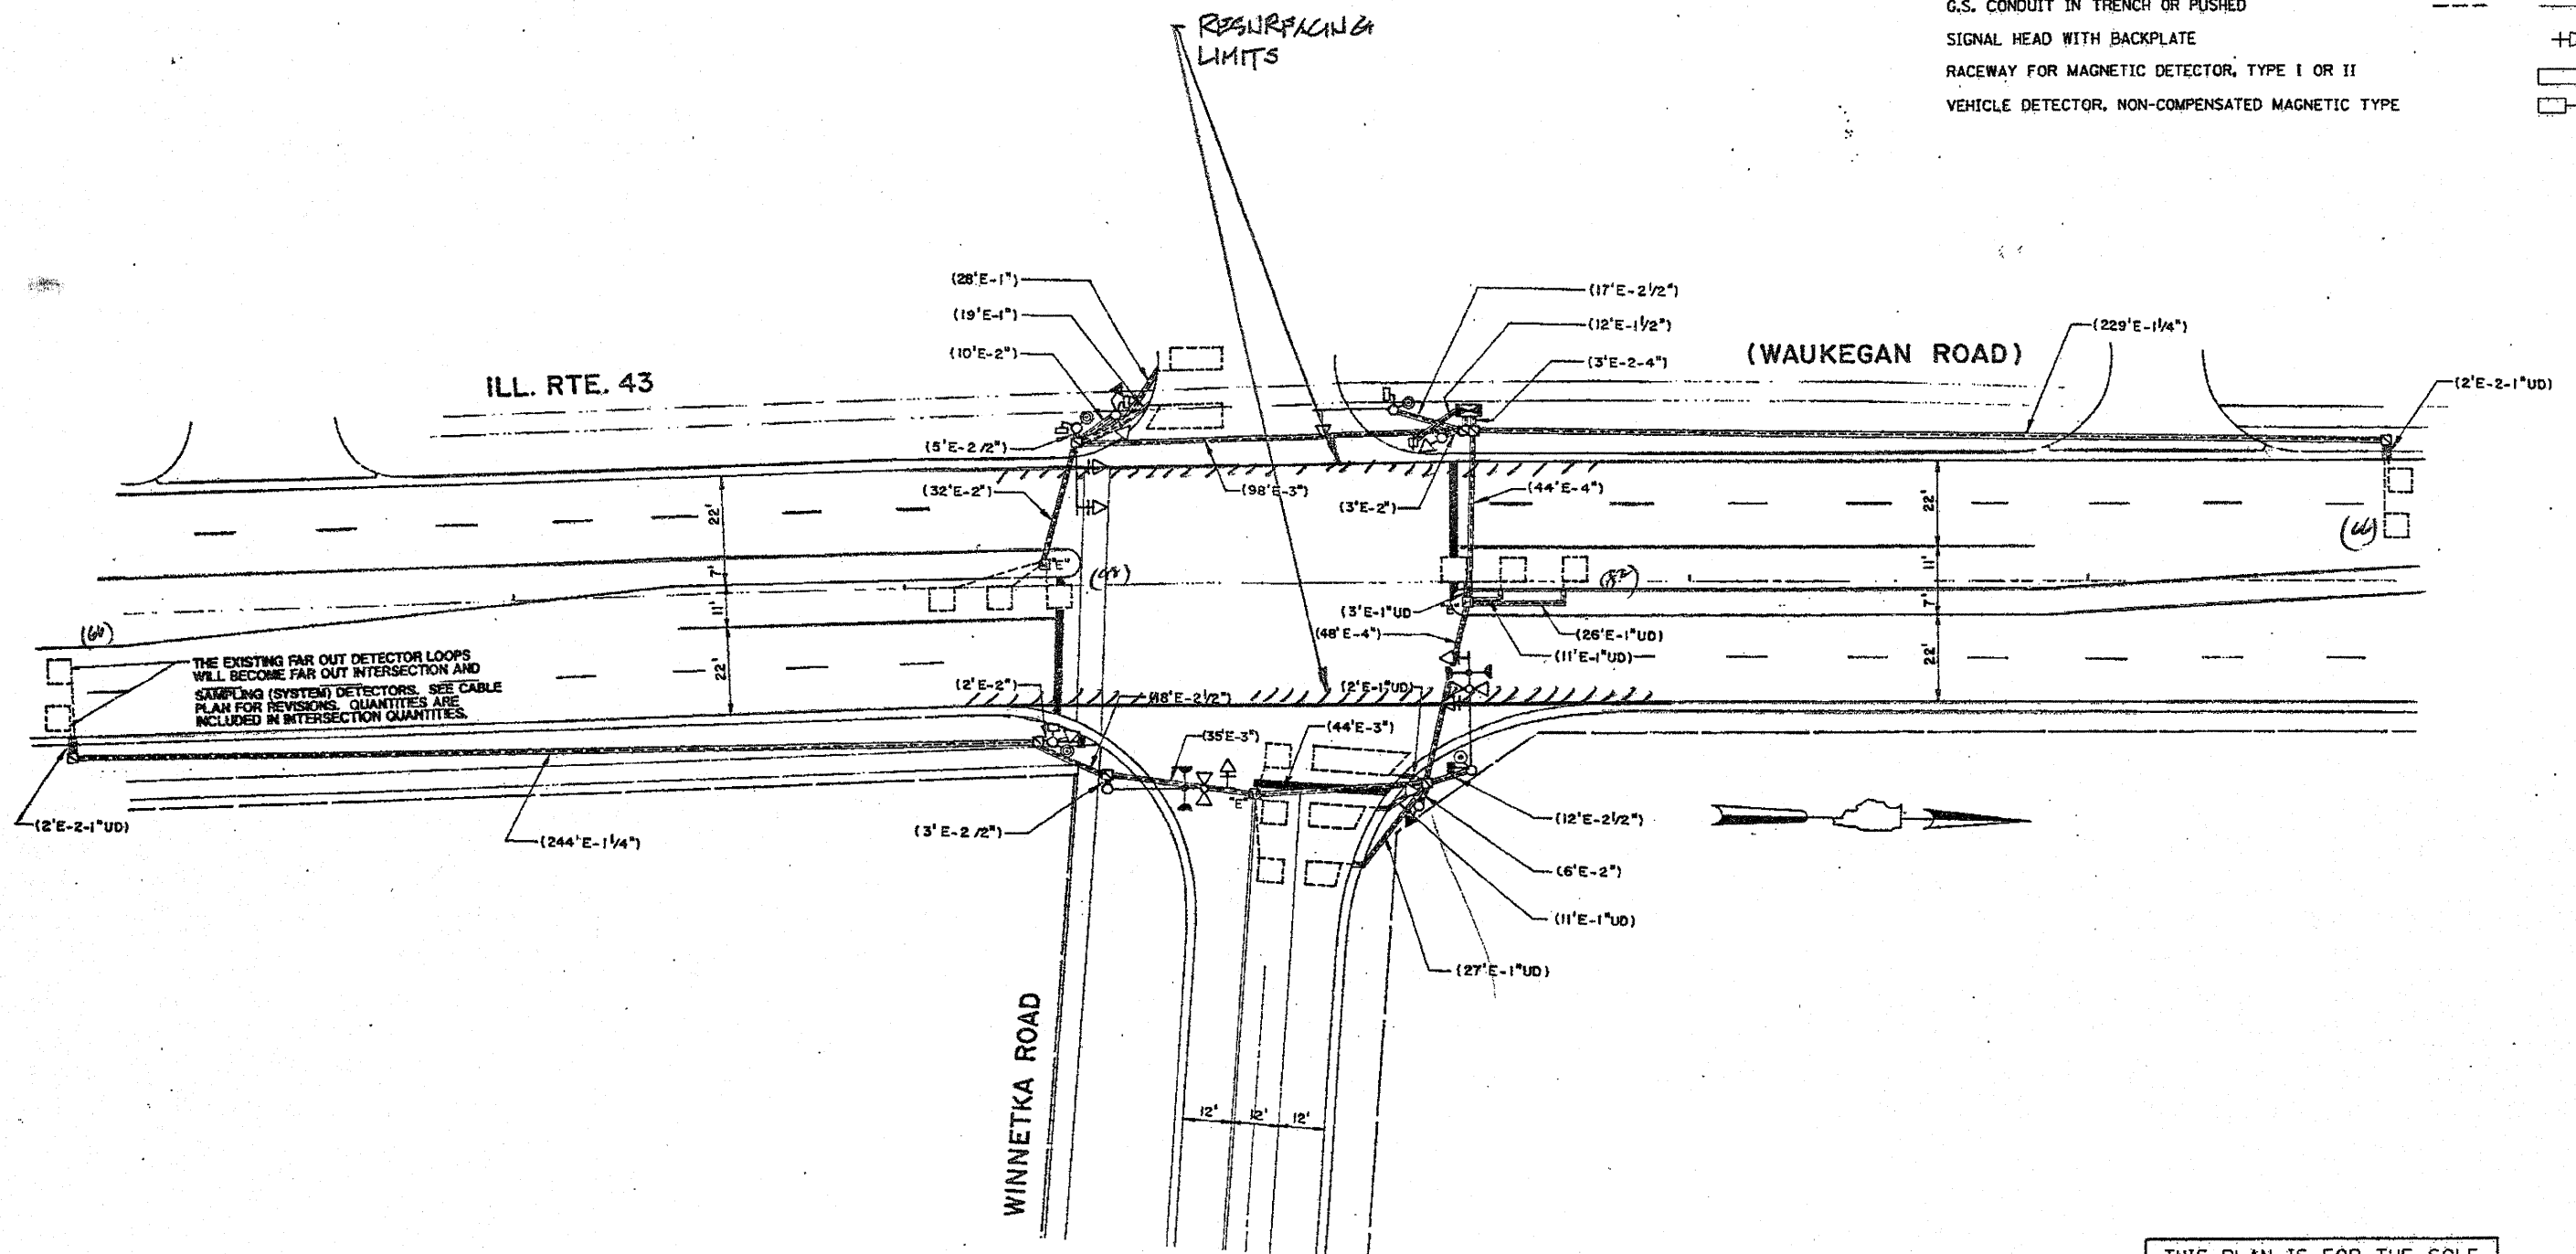 G.S. CONDUIT IN TRENCH OR PUSHED
SIGNAL HEAD WITH BACKPLATE
RACEWAY FOR MAGNETIC DETECTOR, TYPE I OR II
VEHICLE DETECTOR, NON-COMPENSATED MAGNETIC TYPE
RESURFACING
LIMITS
(28'E-1")
(19'E-1")
(10'E-2")
(5'E-2/2")
(32'E-2")
(98'E-3")
(17'E-2½")
(12'E-1½")
(3'E-2-4")
(3'E-2")
(44'E-4")
(229'E-1¼")
(2'E-2-1"UD)
ILL. RTE. 43
(WAUKEGAN ROAD)
22'
7'
11'
22'
22'
11'
7'
22'
"E"
(66)
THE EXISTING FAR OUT DETECTOR LOOPS
WILL BECOME FAR OUT INTERSECTION AND
SAMPLING (SYSTEM) DETECTORS. SEE CABLE
PLAN FOR REVISIONS. QUANTITIES ARE
INCLUDED IN INTERSECTION QUANTITIES.
(3'E-1"UD
(48'E-4")
(26'E-1"UD)
(11'E-1"UD)
(2'E-2")
(18'E-2½")
(2'E-1"UD)
(35'E-3")
(44'E-3")
"E"
(2'E-2-1"UD)
(244'E-1¼")
(3'E-2/2")
(12'E-2½")
(6'E-2")
(11'E-1"UD)
(27'E-1"UD)
WINNETKA ROAD
12'
12'
12'
THIS PLAN IS FOR THE SOLE